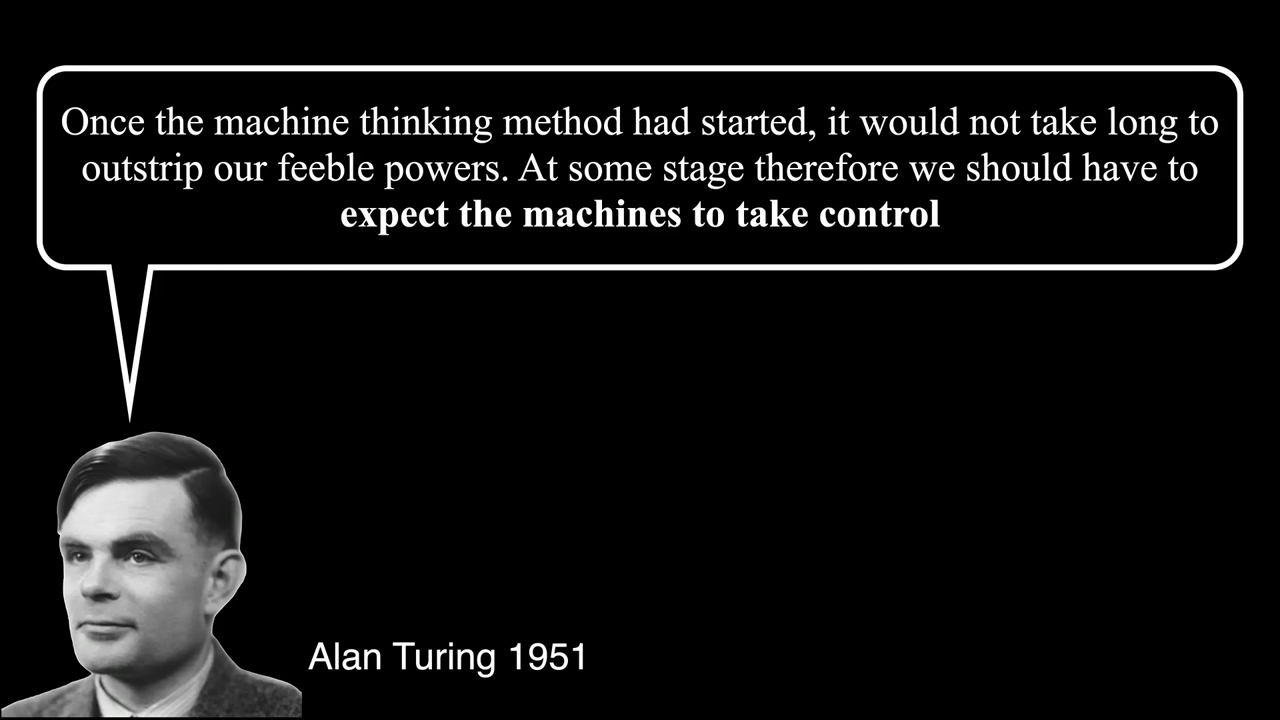 Once the machine thinking method had started, it would not take long to
outstrip our feeble powers. At some stage therefore we should have to
expect the machines to take control
Alan Turing 1951